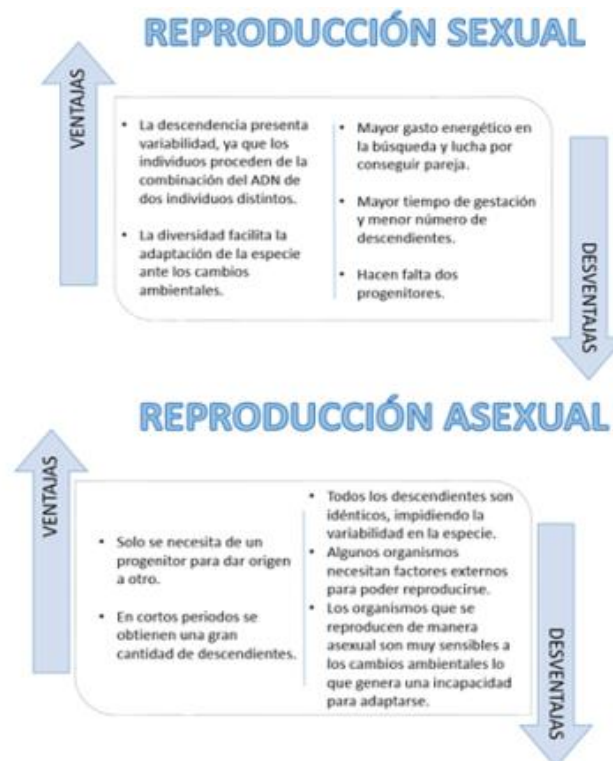 REPRODUCCIÓN SEXUAL
VENTAJAS
• La descendencia presenta
variabilidad, ya que los
individuos proceden de la
combinación del ADN de
dos individuos distintos.
• La diversidad facilita la
adaptación de la especie
ante los cambios
ambientales.
• Mayor gasto energético en
la búsqueda y lucha por
conseguir pareja.
• Mayor tiempo de gestación
y menor número de
descendientes.
• Hacen falta dos
progenitores.
DESVENTAJAS
REPRODUCCIÓN ASEXUAL
VENTAJAS
• Solo se necesita de un
progenitor para dar origen
a otro.
• En cortos periodos se
obtienen una gran
cantidad de descendientes.
• Todos los descendientes son
idénticos, impidiendo la
variabilidad en la especie.
• Algunos organismos
necesitan factores externos
para poder reproducirse.
• Los organismos que se
reproducen de manera
asexual son muy sensibles a
los cambios ambientales lo
que genera una incapacidad
para adaptarse.
DESVENTAJAS